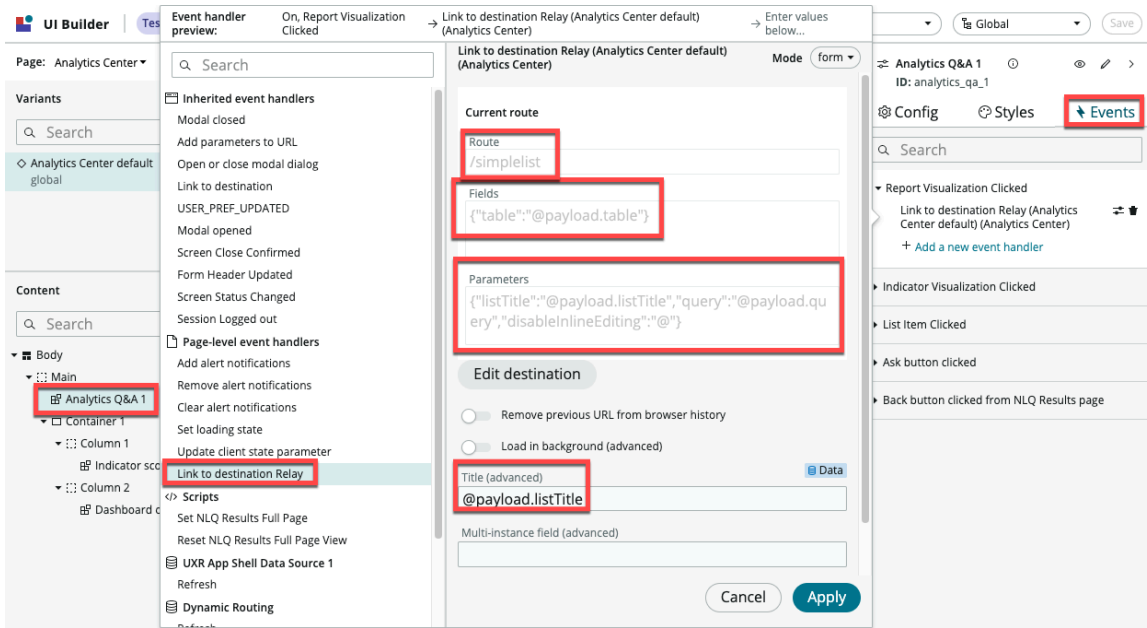 UI Builder
Tes
Page: Analytics Center
Variants
Search
Analytics Center default
global
Content
Search
Body
Main
Analytics Q&A 1
Container 1
Column 1
Indicator sco
Column 2
Dashboard c
Event handler preview:
On, Report Visualization Clicked
→ Link to destination Relay (Analytics Center default) (Analytics Center)
→ Enter values below...
Search
Inherited event handlers
Modal closed
Add parameters to URL
Open or close modal dialog
Link to destination
USER_PREF_UPDATED
Modal opened
Screen Close Confirmed
Form Header Updated
Screen Status Changed
Session Logged out
Page-level event handlers
Add alert notifications
Remove alert notifications
Clear alert notifications
Set loading state
Update client state parameter
Link to destination Relay
</> Scripts
Set NLQ Results Full Page
Reset NLQ Results Full Page View
UXR App Shell Data Source 1
Refresh
Dynamic Routing
Link to destination Relay (Analytics Center default)
(Analytics Center)
Mode form
Current route
Route
/simplelist
Fields
{"table":"@payload.table"}
Parameters
{"listTitle":"@payload.listTitle","query":"@payload.qu
ery","disableInlineEditing":"@"}
Edit destination
Remove previous URL from browser history
Load in background (advanced)
Data
Title (advanced)
@payload.listTitle
Multi-instance field (advanced)
Cancel
Apply
Global
Save
Analytics Q&A 1
ID: analytics_qa_1
Config
Styles
Events
Search
Report Visualization Clicked
Link to destination Relay (Analytics
Center default) (Analytics Center)
+ Add a new event handler
Indicator Visualization Clicked
List Item Clicked
Ask button clicked
Back button clicked from NLQ Results page